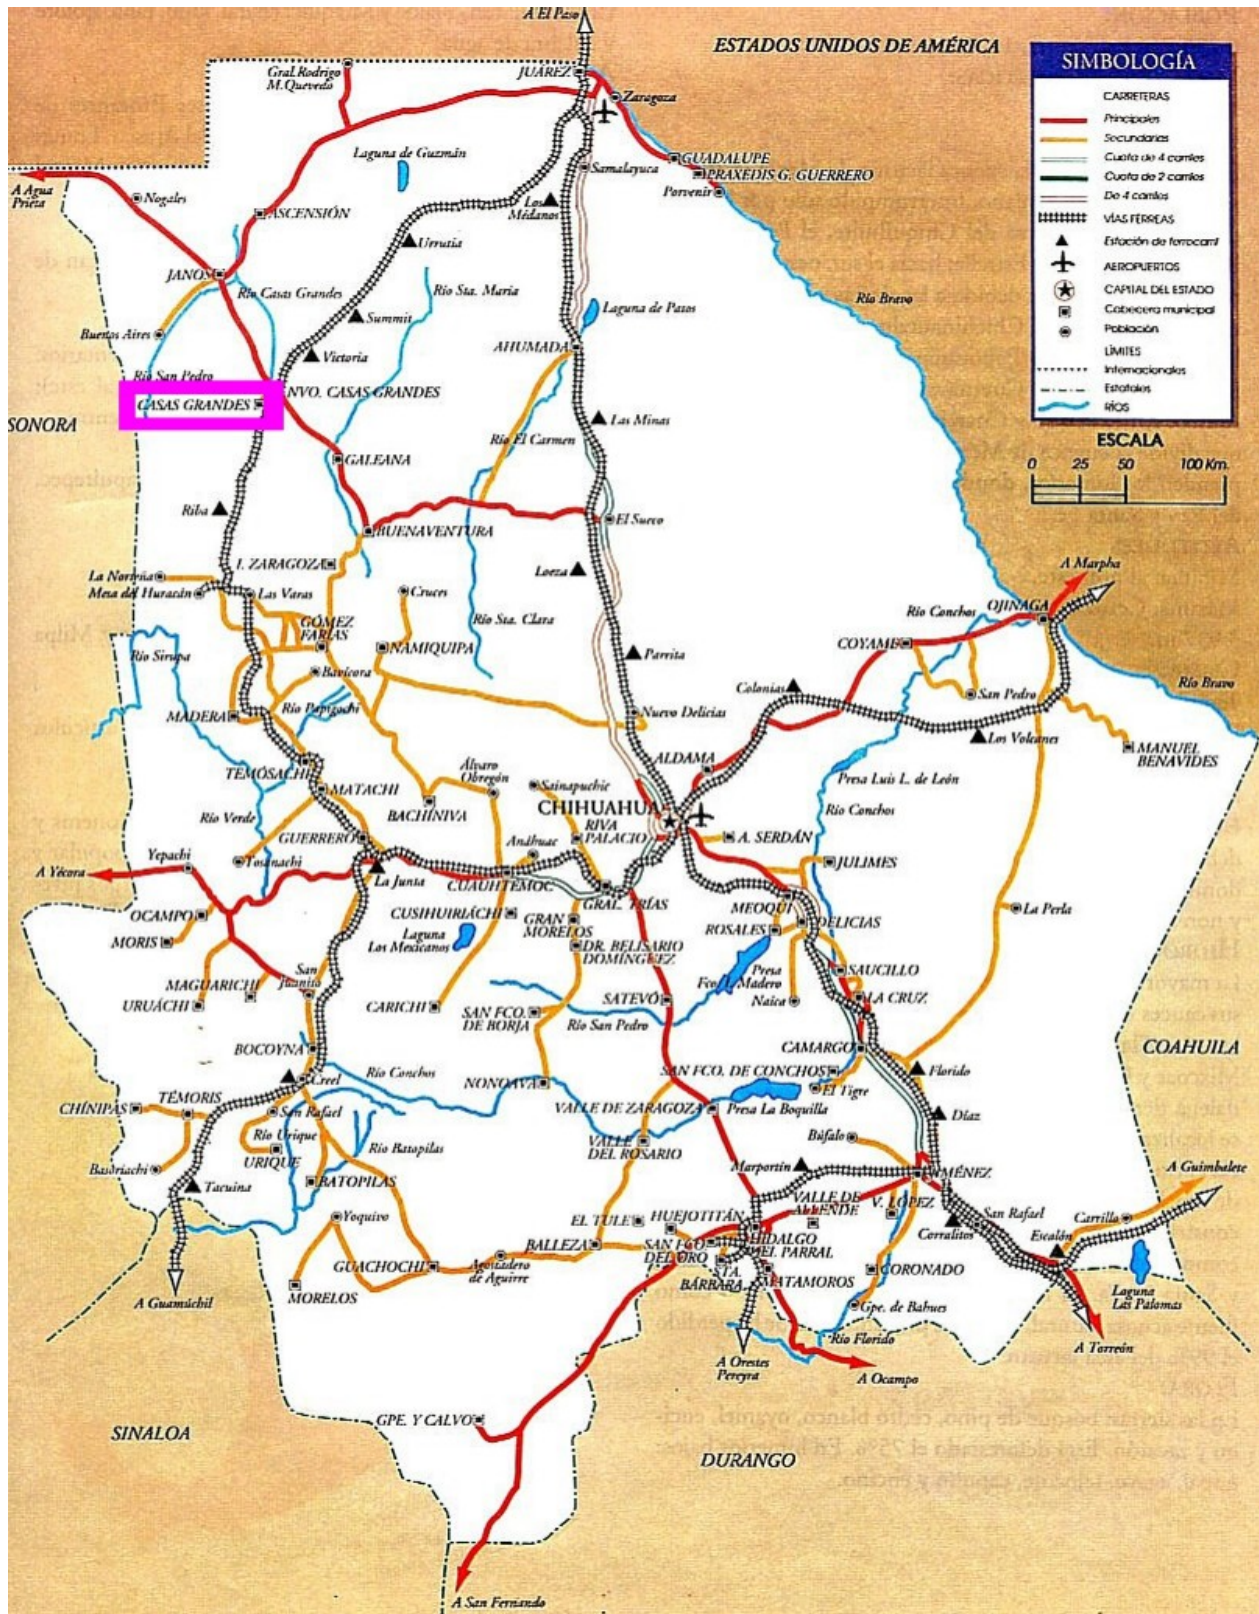 A El Paso
ESTADOS UNIDOS DE AMÉRICA
SIMBOLOGÍA
CARRETERAS
Principales
Secundarias
Cuota de 4 carriles
Cuota de 2 carriles
De 4 carriles
VÍAS FÉRREAS
Estación de ferrocarril
AEROPUERTOS
CAPITAL DEL ESTADO
Cabecera municipal
Población
LÍMITES
Internacionales
Estatales
RÍOS
ESCALA
0 25 50 100 Km.
Gral. Rodrigo
M. Quevedo
JUÁREZ
Zaragoza
Laguna de Guzmán
Samalayuca
GUADALUPE
PRAXEDIS G. GUERRERO
Porvenir
A Agua
Prieta
Nogales
ASCENSIÓN
Los
Médanos
Urrutia
JANOS
Río Casas Grandes
Río Sta. Maria
Río Bravo
Buenos Aires
Summit
Laguna de Patos
Victoria
AHUMADA
Río San Pedro
NVO. CASAS GRANDES
CASAS GRANDES
SONORA
Las Minas
Río El Carmen
GALEANA
Riba
BUENAVENTURA
El Sueco
I. ZARAGOZA
Loeza
A Marpha
La Norteña
Mesa del Huracán
Las Varas
Cruces
Río Conchos
OJINAGA
GÓMEZ
FARÍAS
Río Sta. Clara
NAMIQUIPA
COYAME
Río Sirupa
Parrita
Bavícora
Río Bravo
Colonias
San Pedro
Río Papigochi
MADERA
Nuevo Delicias
Los Volcanes
MANUEL
BENAVIDES
TEMÓSACHI
ALDAMA
Presa Luis L. de León
MATACHI
Álvaro
Obregón
Sainapuchie
CHIHUAHUA
Río Conchos
BACHÍNIVA
Río Verde
GUERRERO
RIVA
PALACIO
A. SERDÁN
Anáhuac
Yepachi
Tosanachi
JULIMES
A Yécora
La Junta
CUAUHTEMOC.
GRAL. TRÍAS
MEOQUI
OCAMPO
CUSIHUIRLÁCHI
GRAN
MORELOS
DELICIAS
La Perla
ROSALES
MORIS
Laguna
Los Mexicanos
DR. BELISARIO
DOMÍNGUEZ
Presa
Fco. I. Madero
SAUCILLO
San
Juanito
MAGUARICHI
URUÁCHI
CARICHI
SATEVÓ
Naica
LA CRUZ
SAN FCO.
DE BORJA
Río San Pedro
BOCOYNA
CAMARGO
COAHUILA
Río Conchos
SAN FCO. DE CONCHOS
Creel
NONOAVA
El Tigre
Florido
CHÍNIPAS
TÉMORIS
San Rafael
VALLE DE ZARAGOZA
Presa La Boquilla
Díaz
Río Urique
Río Batopilas
Búfalo
URIQUE
VALLE
DEL ROSARIO
Basóriachi
Marportín
JIMÉNEZ
A Guimbalete
Tacuina
BATOPILAS
VALLE DE
ALLENDE
V. LOPEZ
Yoquivo
EL TULE
HUEJOTITÁN
San Rafael
Carrillo
Corralitos
BALLEZA
SAN FCO.
DEL ORO
HIDALGO
DEL PARRAL
Escalón
GUACHOCHI
Agostadero
de Aguirre
STA.
BÁRBARA
MATAMOROS
CORONADO
A Guamúchil
MORELOS
Gpe. de Bahues
Laguna
Las Palomas
Río Florido
A Torreón
A Orestes
Pereyra
A Ocampo
GPE. Y CALVO
SINALOA
DURANGO
A San Fernando